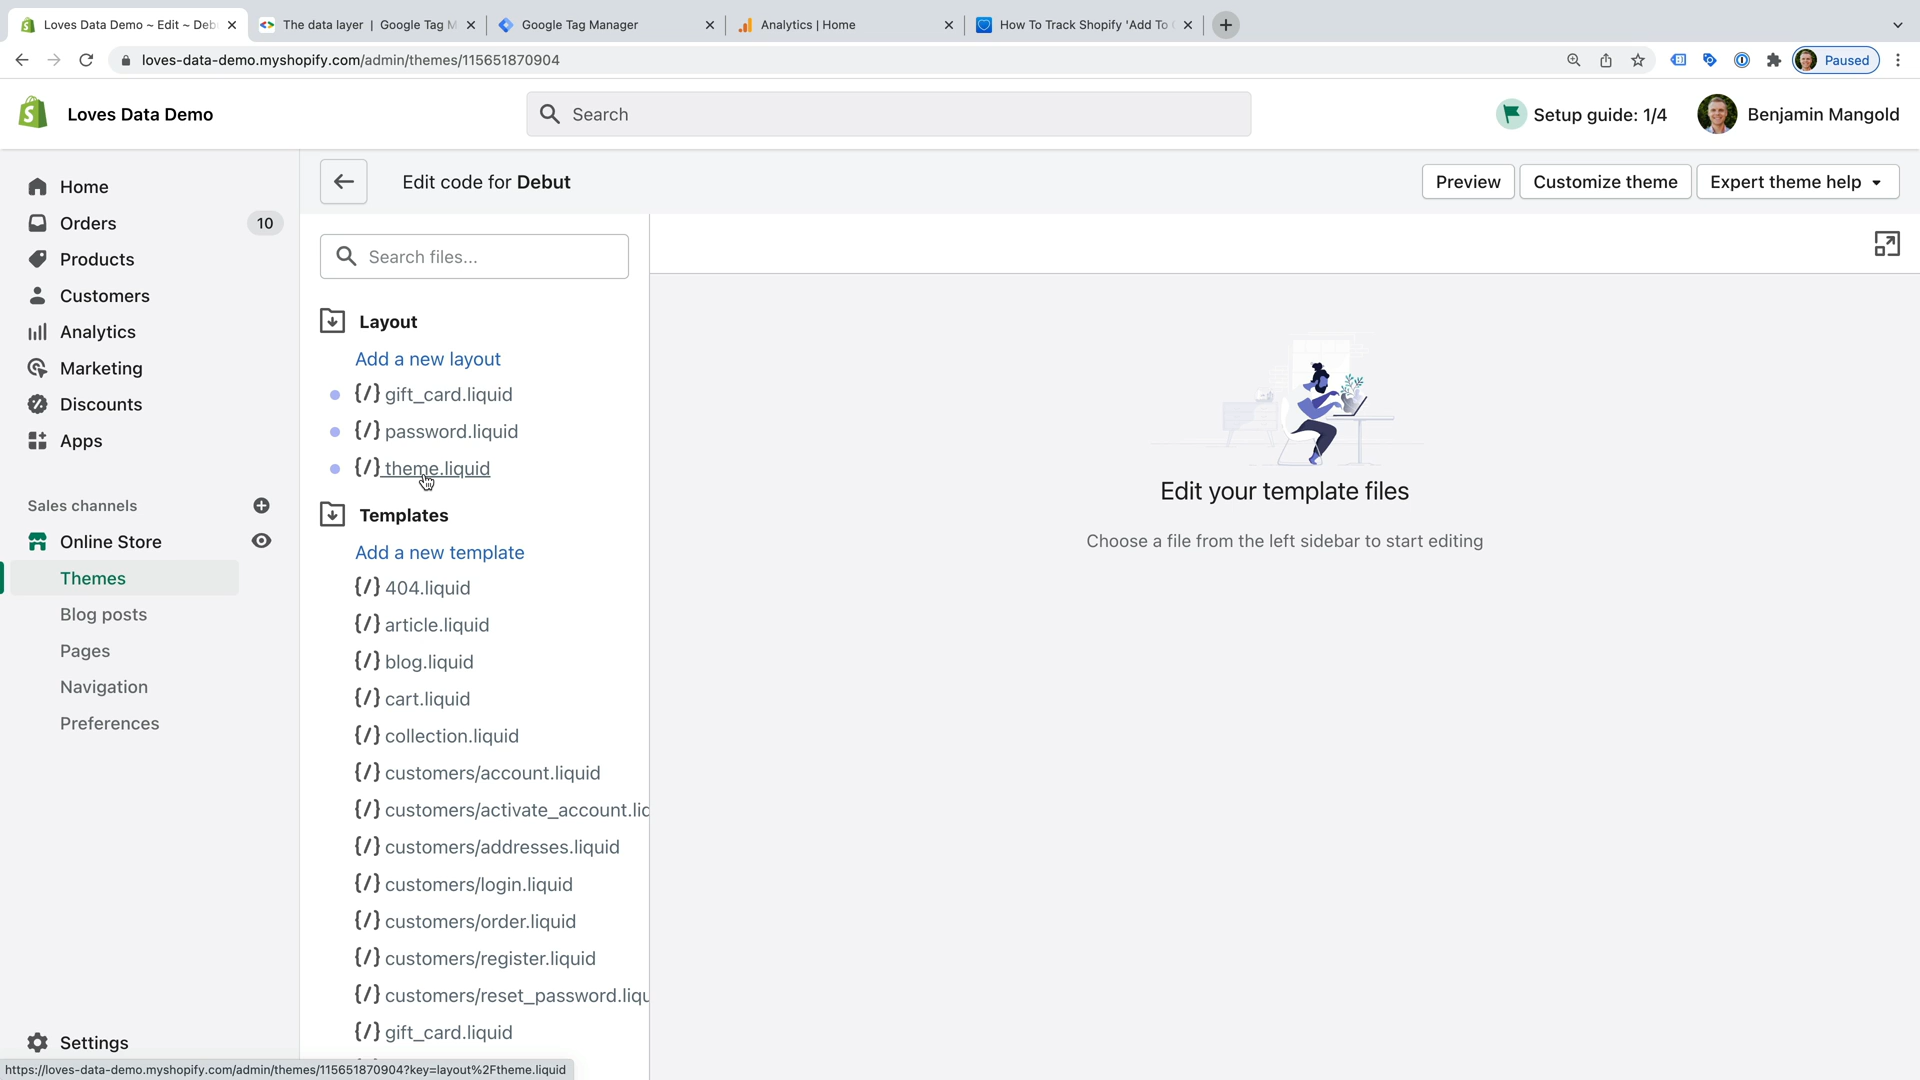 Loves Data Demo ~ Edit ~ Deb
The data layer | Google Tag M
Google Tag Manager
Analytics | Home
How To Track Shopify 'Add To C
loves-data-demo.myshopify.com/admin/themes/115651870904
Paused
Loves Data Demo
Search
Setup guide: 1/4
Benjamin Mangold
Home
Orders
10
Products
Customers
Analytics
Marketing
Discounts
Apps
Sales channels
Online Store
Themes
Blog posts
Pages
Navigation
Preferences
Settings
Edit code for Debut
Preview
Customize theme
Expert theme help
Search files...
Layout
Add a new layout
{/} gift_card.liquid
{/} password.liquid
{/} theme.liquid
Templates
Add a new template
{/} 404.liquid
{/} article.liquid
{/} blog.liquid
{/} cart.liquid
{/} collection.liquid
{/} customers/account.liquid
{/} customers/activate_account.liq
{/} customers/addresses.liquid
{/} customers/login.liquid
{/} customers/order.liquid
{/} customers/register.liquid
{/} customers/reset_password.liqu
{/} gift_card.liquid
Edit your template files
Choose a file from the left sidebar to start editing
https://loves-data-demo.myshopify.com/admin/themes/115651870904?key=layout%2Ftheme.liquid